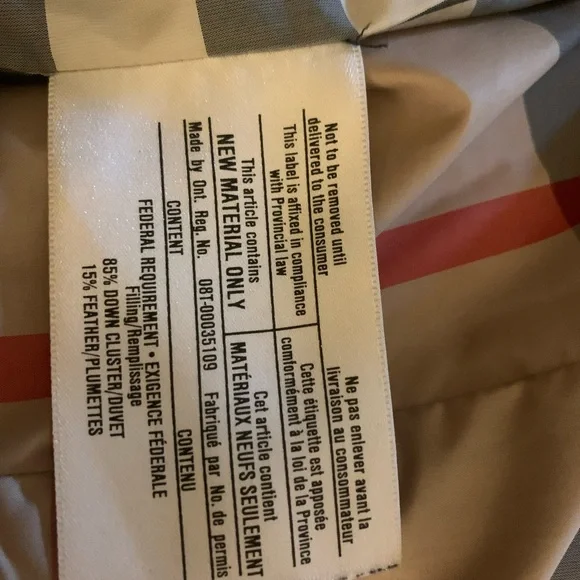 Not to be removed until
delivered to the consumer
Ne pas enlever avant la
livraison au consommateur
This label is affixed in compliance
with Provincial law
Cette étiquette est apposée
comformément à la loi de la Province
This article contains
NEW MATERIAL ONLY
Cet article contient
MATÉRIAUX NEUFS SEULEMENT
Made by Ont. Reg. No. 08T-00035109 Fabriqué par No. de permis
CONTENT CONTENU
FEDERAL REQUIREMENT • EXIGENCE FÉDÉRALE
Filling/Remplissage
85% DOWN CLUSTER/DUVET
15% FEATHER/PLUMETTES